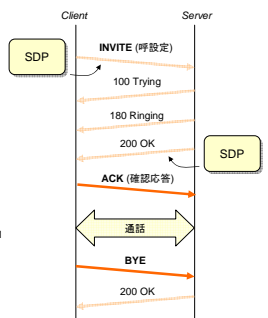 Client Server
INVITE (呼設定)
SDP
100 Trying
180 Ringing
200 OK
SDP
ACK (確認応答)
通話
BYE
200 OK